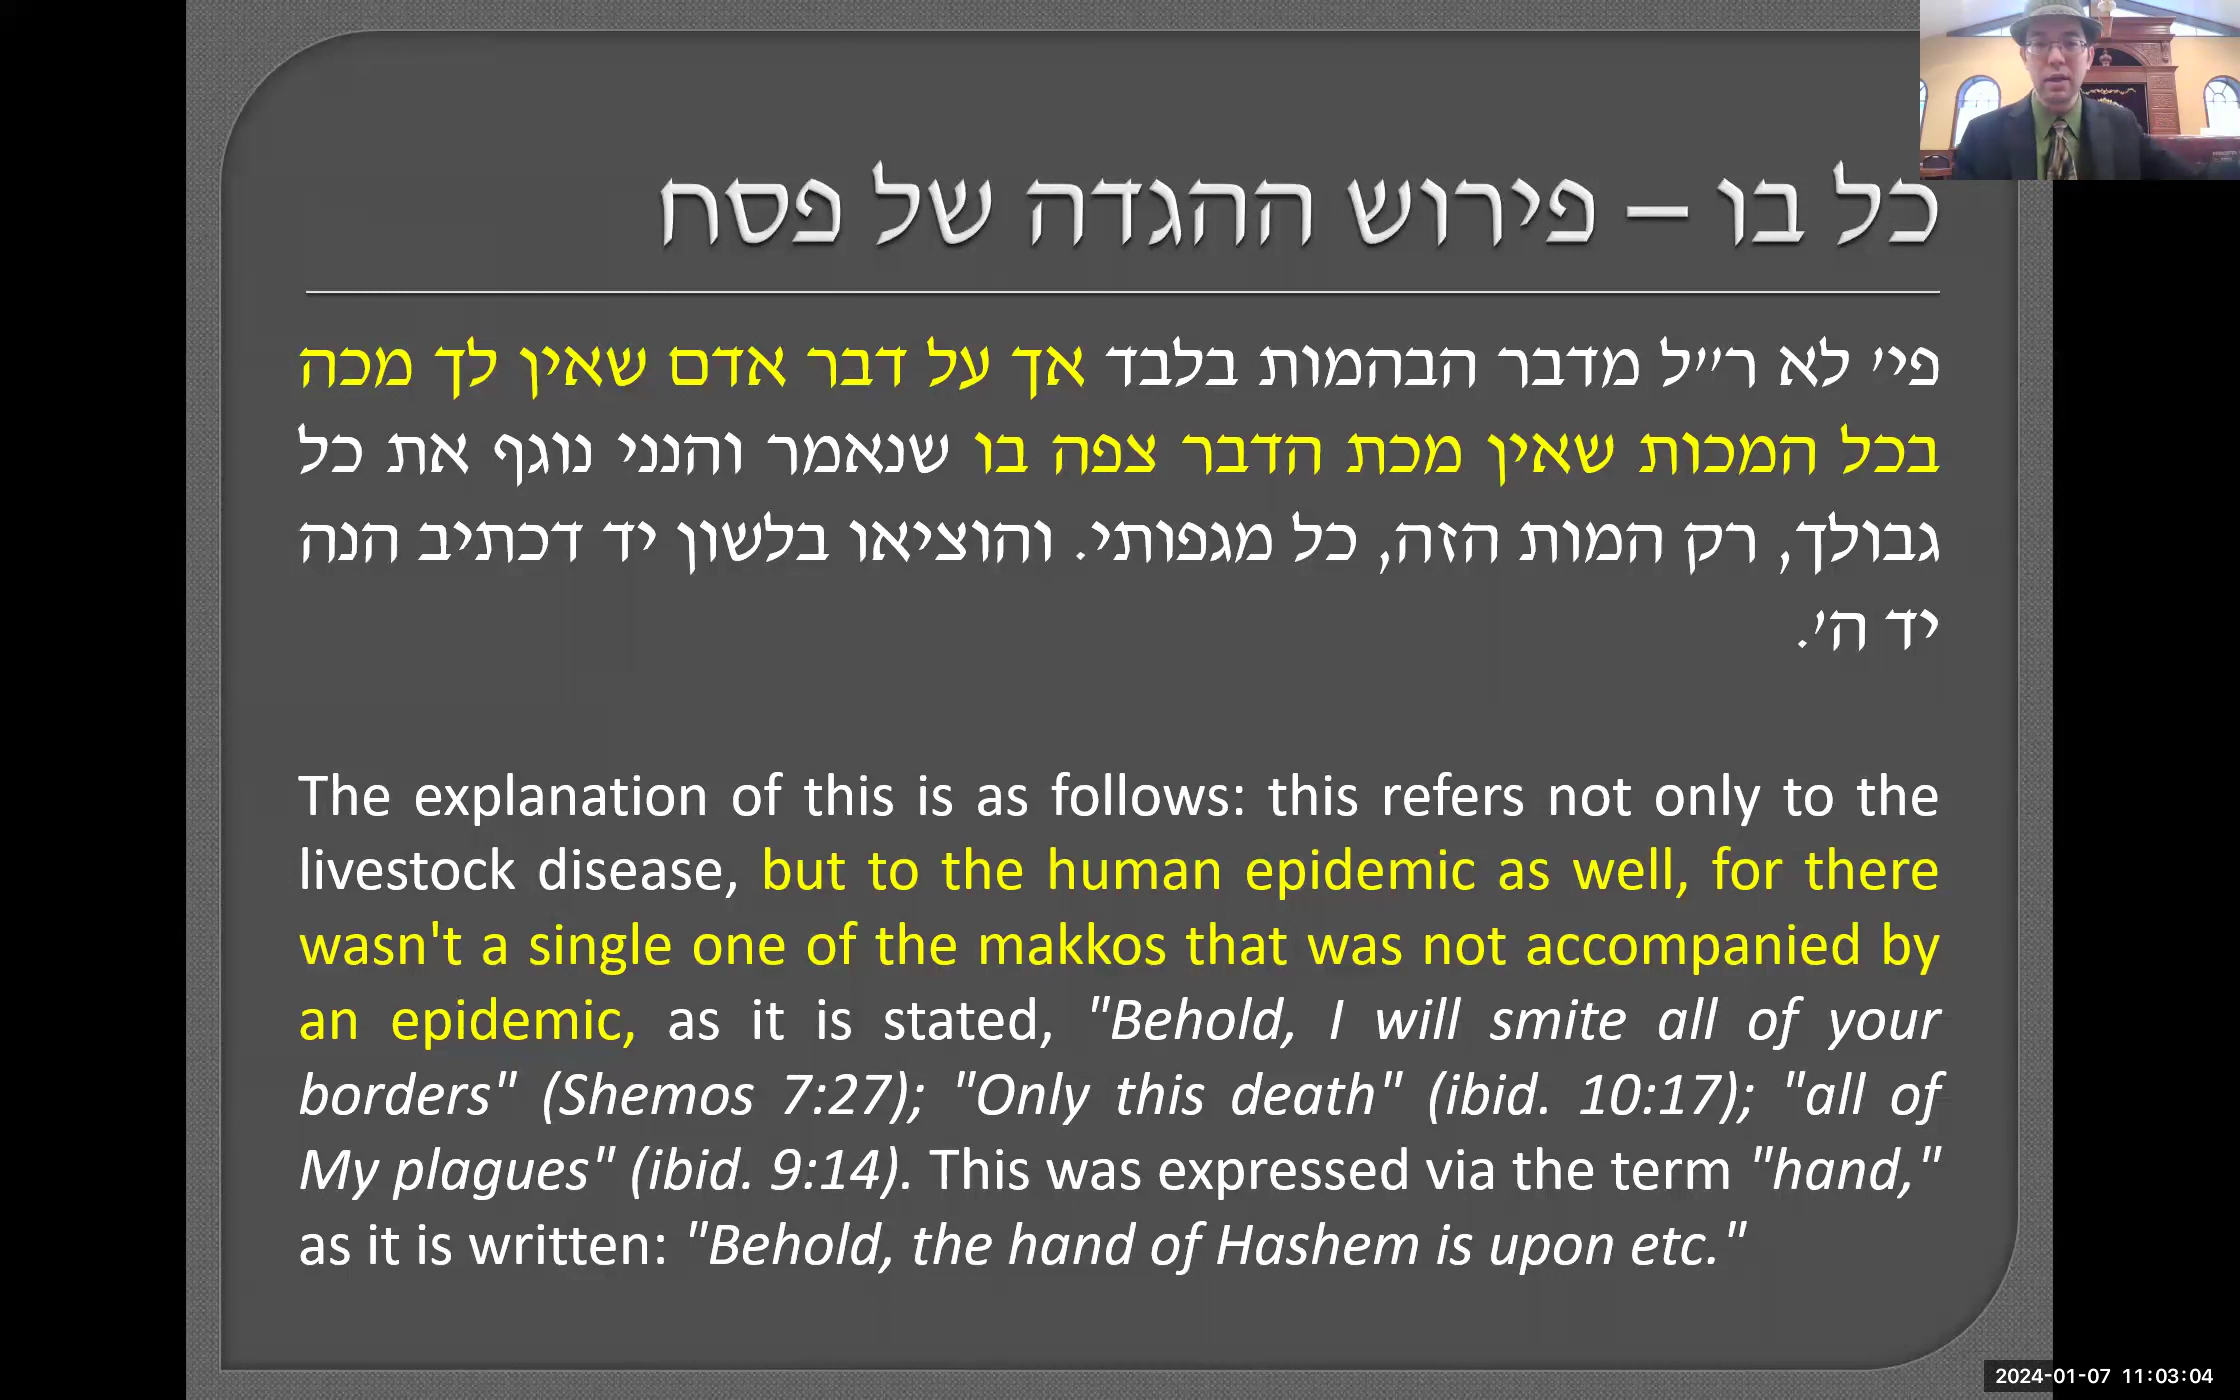 כל בו – פירוש ההגדה של פסח
פי' לא ר"ל מדבר הבהמות בלבד אך על דבר אדם שאין לך מכה
בכל המכות שאין מכת הדבר צפה בו שנאמר והנני נוגף את כל
גבולך, רק המות הזה, כל מגפותי. והוציאו בלשון יד דכתיב הנה
יד ה'.
The explanation of this is as follows: this refers not only to the
livestock disease, but to the human epidemic as well, for there
wasn't a single one of the makkos that was not accompanied by
an epidemic, as it is stated, "Behold, I will smite all of your
borders" (Shemos 7:27); "Only this death" (ibid. 10:17); "all of
My plagues" (ibid. 9:14). This was expressed via the term "hand,"
as it is written: "Behold, the hand of Hashem is upon etc."
2024-01-07 11:03:04